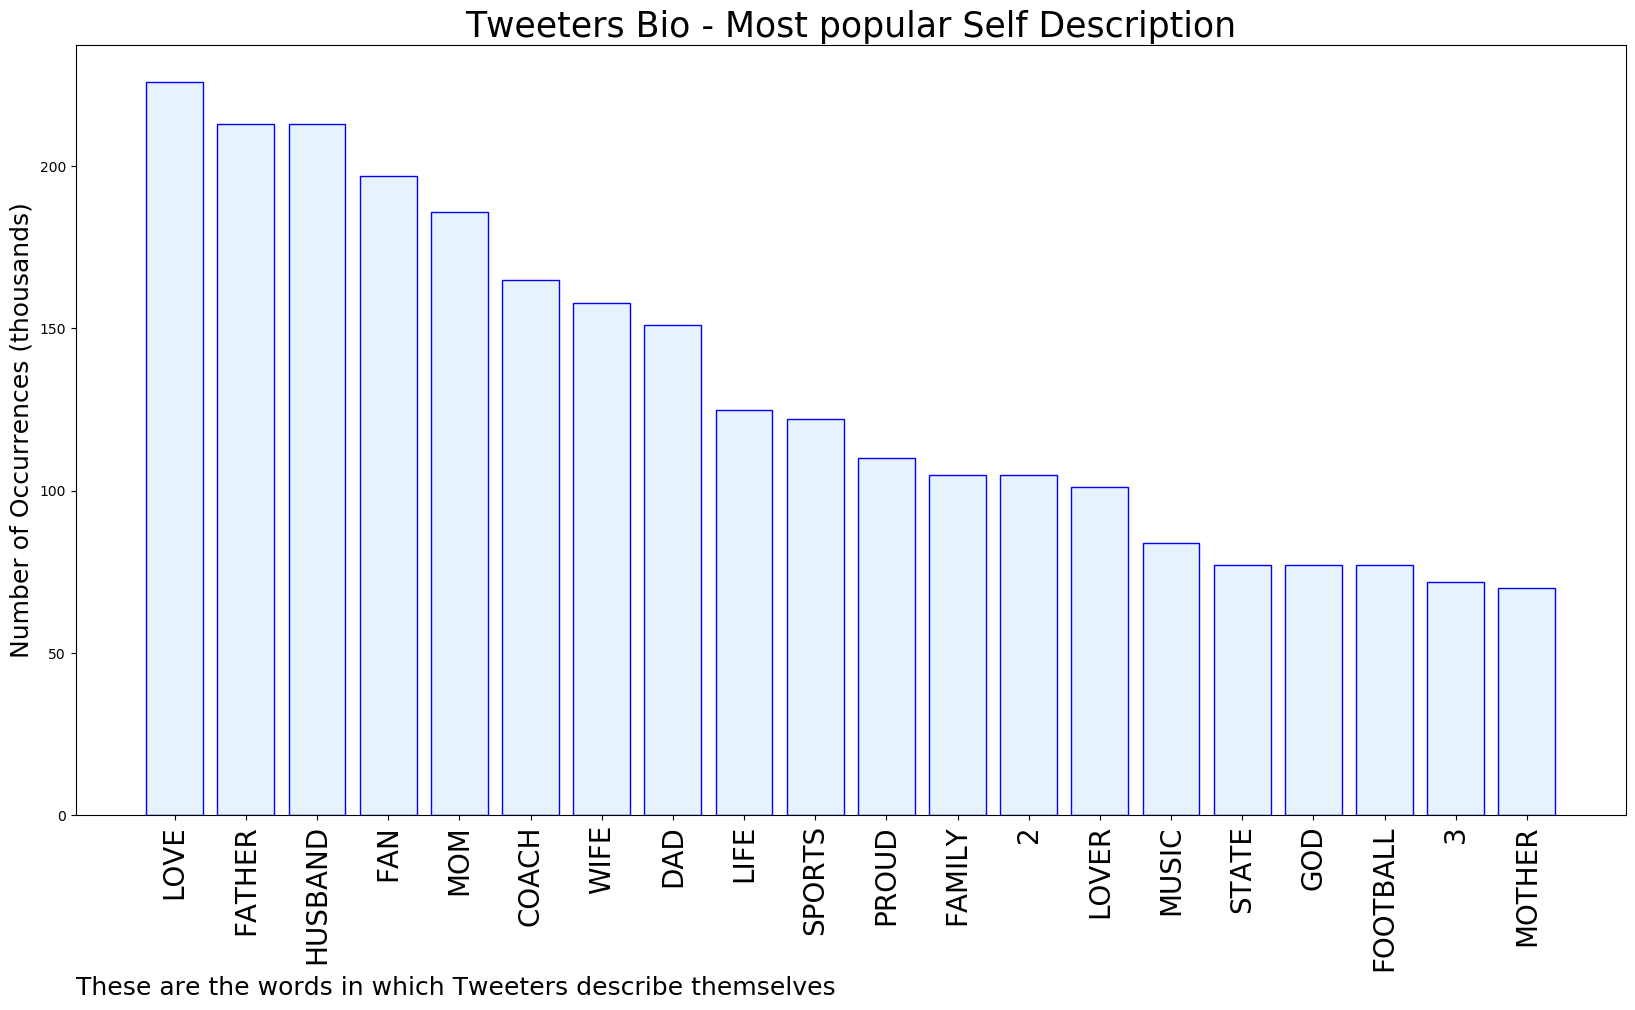 Tweeters Bio - Most popular Self Description
Number of Occurrences (thousands)
200
150
100
50
0
LOVE
FATHER
HUSBAND
FAN
MOM
COACH
WIFE
DAD
LIFE
SPORTS
PROUD
FAMILY
2
LOVER
MUSIC
STATE
GOD
FOOTBALL
3
MOTHER
These are the words in which Tweeters describe themselves